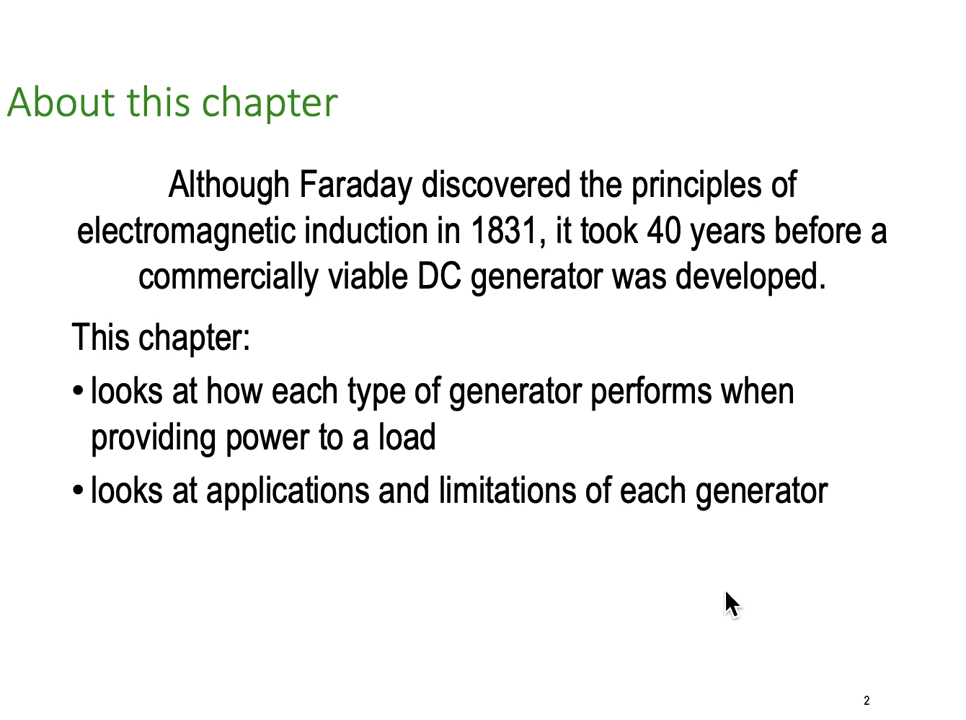 About this chapter
Although Faraday discovered the principles of
electromagnetic induction in 1831, it took 40 years before a
commercially viable DC generator was developed.
This chapter:
• looks at how each type of generator performs when
providing power to a load
• looks at applications and limitations of each generator
2